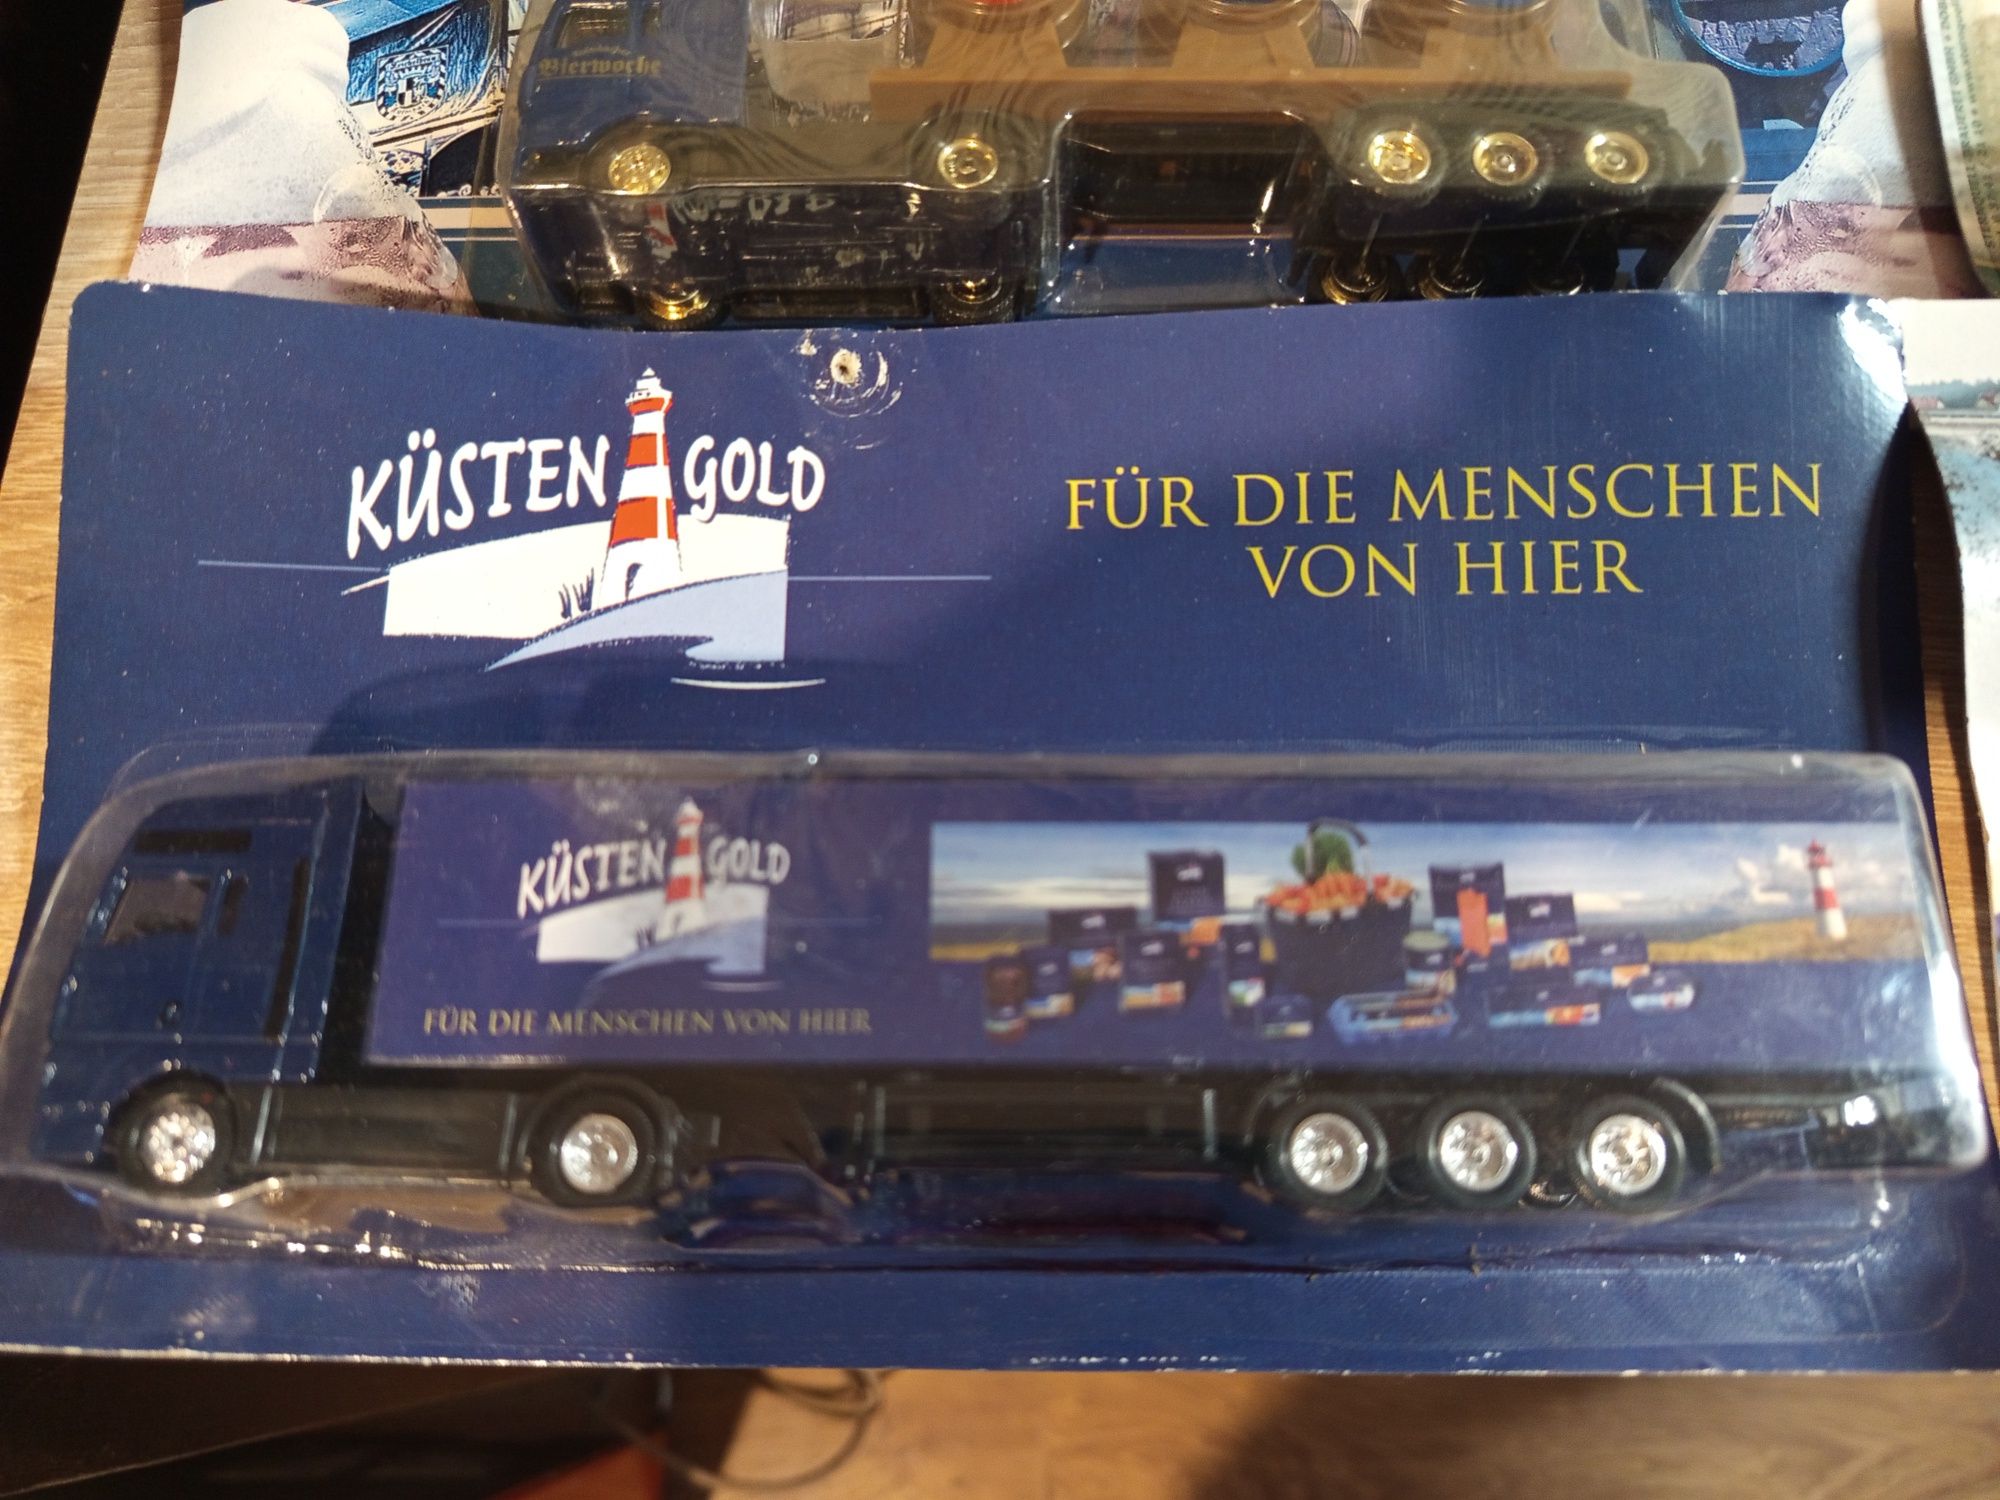 Bierwoche
KÜSTEN GOLD
FÜR DIE MENSCHEN
VON HIER
KÜSTEN GOLD
FÜR DIE MENSCHEN VON HIER